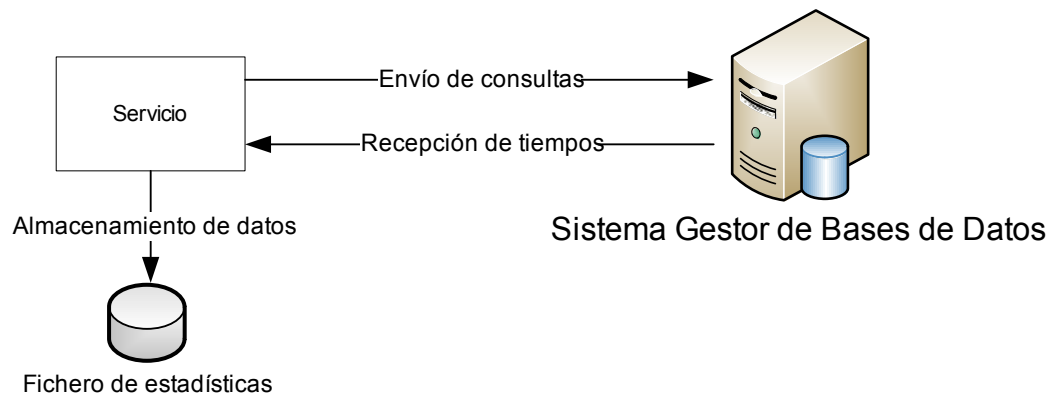 Envío de consultas
Servicio
Recepción de tiempos
Almacenamiento de datos
Sistema Gestor de Bases de Datos
Fichero de estadísticas